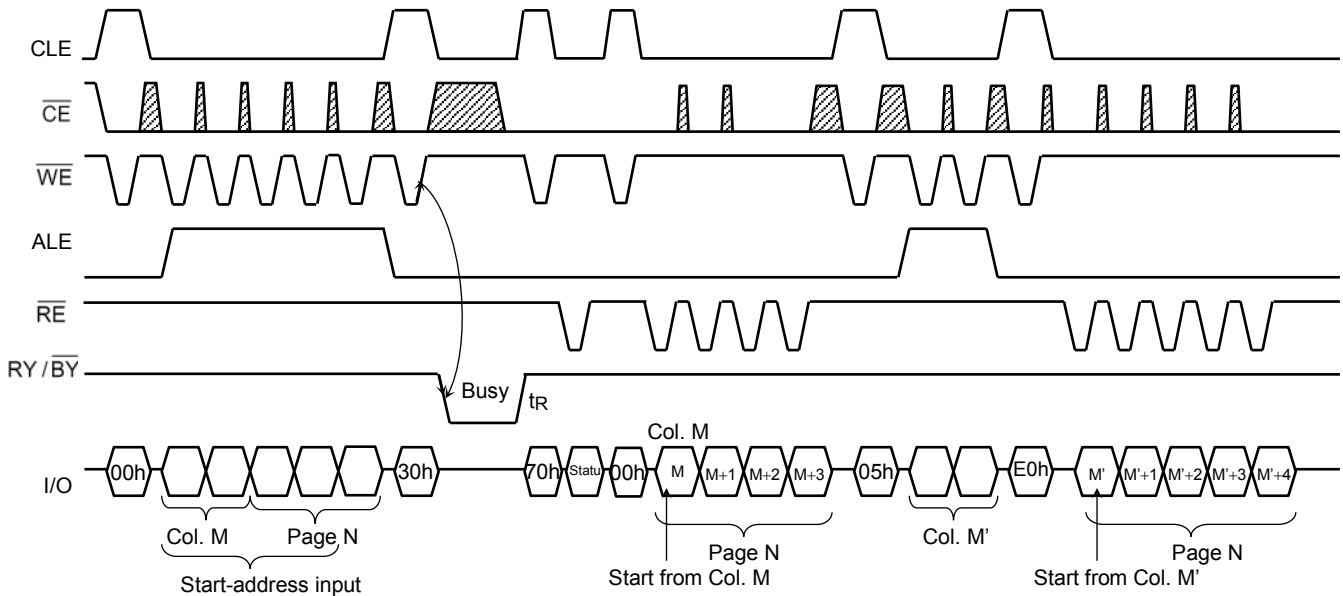 CLE
CE
WE
ALE
RE
RY / BY
Busy
tR
Col. M
I/O
00h
30h
70h
Statu
00h
M
M+1
M+2
M+3
05h
E0h
M'
M'+1
M'+2
M'+3
M'+4
Col. M
Page N
Page N
Col. M'
Page N
Start-address input
Start from Col. M
Start from Col. M'